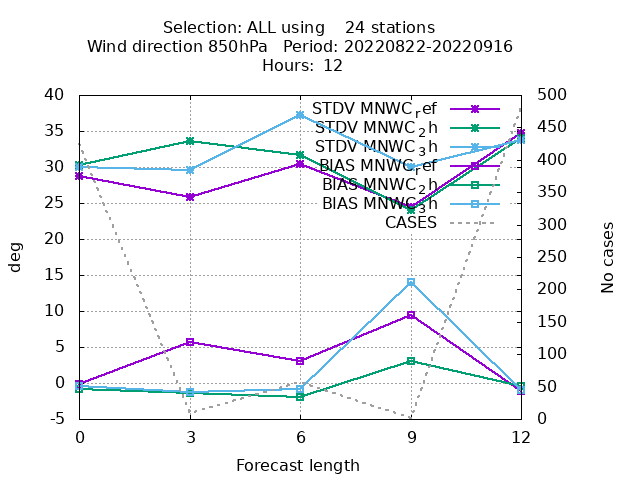 Selection: ALL using    24 stations
Wind direction 850hPa   Period: 20220822-20220916
Hours: 12
40
35
30
25
20
15
10
5
0
-5
deg
500
450
400
350
300
250
200
150
100
50
0
No cases
STDV MNWC_ref
STDV MNWC_2h
STDV MNWC_3h
BIAS MNWC_ref
BIAS MNWC_2h
BIAS MNWC_3h
CASES
0 3 6 9 12
Forecast length